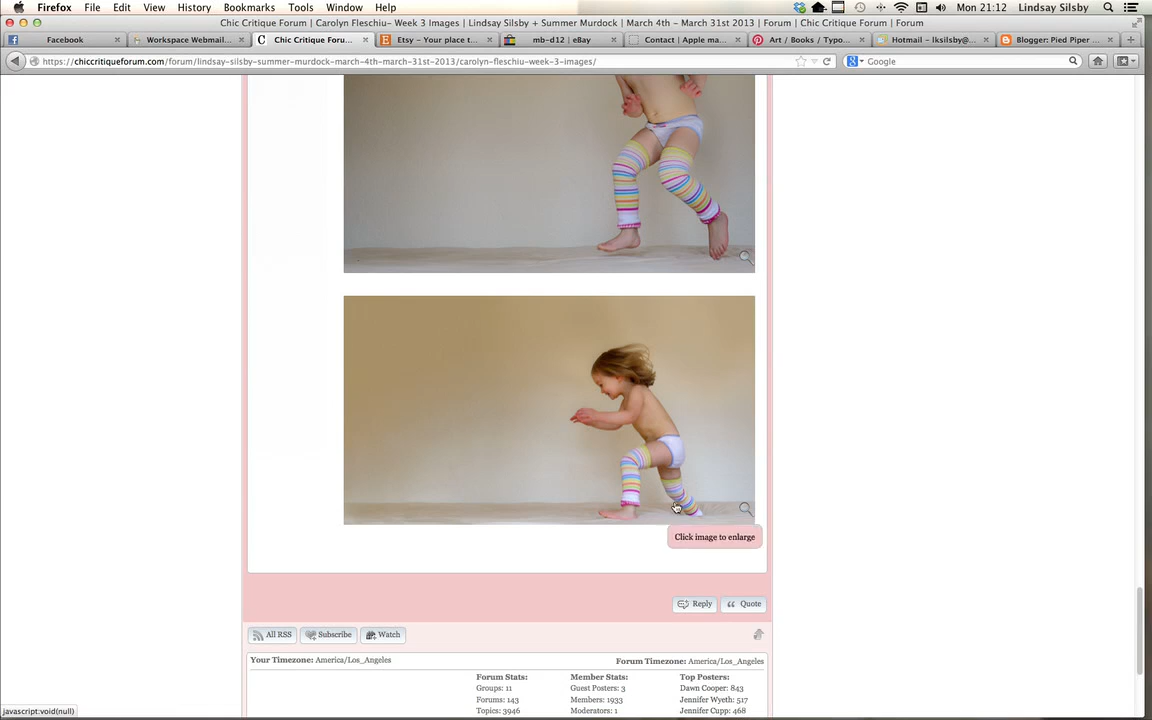 Firefox File Edit View History Bookmarks Tools Window Help Mon 21:12 Lindsay Silsby
Chic Critique Forum | Carolyn Fleschiu- Week 3 Images | Lindsay Silsby + Summer Murdock | March 4th - March 31st 2013 | Forum | Chic Critique Forum | Forum
Facebook Workspace Webmail... Chic Critique Foru... Etsy - Your place t... mb-d12 | eBay Contact | Apple ma... Art / Books / Typo... Hotmail - lksilsby@... Blogger: Pied Piper ...
https://chiccritiqueforum.com/forum/lindsay-silsby-summer-murdock-march-4th-march-31st-2013/carolyn-fleschiu-week-3-images/ Google
Click image to enlarge
Reply Quote
All RSS Subscribe Watch
Your Timezone: America/Los_Angeles Forum Timezone: America/Los_Angeles
Forum Stats: Member Stats: Top Posters:
Groups: 11 Guest Posters: 3 Dawn Cooper: 843
Forums: 143 Members: 1933 Jennifer Wyeth: 517
Topics: 3946 Moderators: 1 Jennifer Cupp: 468
javascript:void(null)